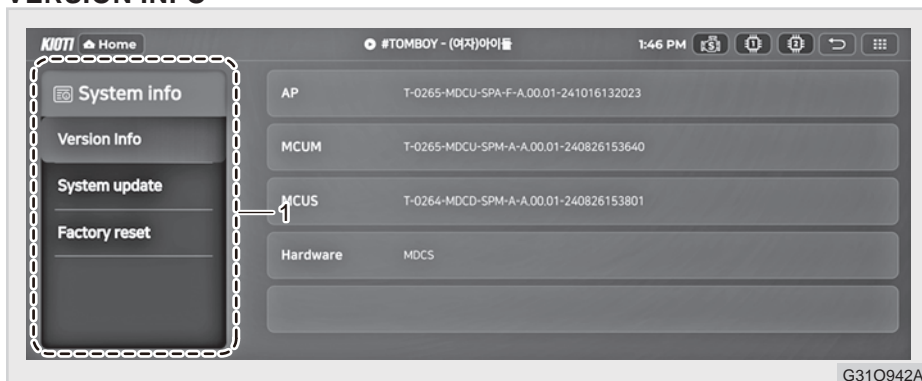 VERSION INFO
KIOTI Home #TOMBOY - (여자)아이들 1:46 PM S 1 2
System info
Version Info
System update
Factory reset
1
AP T-0265-MDCU-SPA-F-A.00.01-241016132023
MCUM T-0265-MDCU-SPM-A-A.00.01-240826153640
MCUS T-0264-MDCD-SPM-A-A.00.01-240826153801
Hardware MDCS
G31O942A